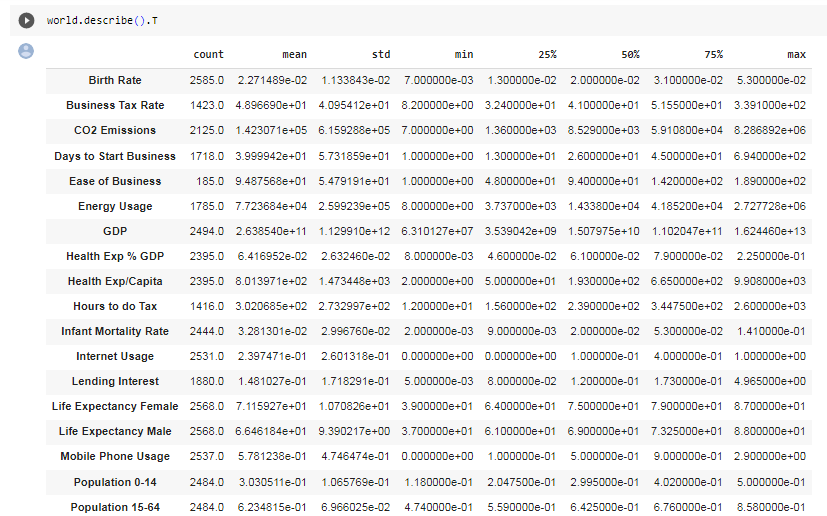 world.describe().T
count mean std min 25% 50% 75% max
Birth Rate 2585.0 2.271489e-02 1.133843e-02 7.000000e-03 1.300000e-02 2.000000e-02 3.100000e-02 5.300000e-02
Business Tax Rate 1423.0 4.896690e+01 4.095412e+01 8.200000e+00 3.240000e+01 4.100000e+01 5.155000e+01 3.391000e+02
CO2 Emissions 2125.0 1.423071e+05 6.159288e+05 7.000000e+00 1.360000e+03 8.529000e+03 5.910800e+04 8.286892e+06
Days to Start Business 1718.0 3.999942e+01 5.731859e+01 1.000000e+00 1.300000e+01 2.600000e+01 4.500000e+01 6.940000e+02
Ease of Business 185.0 9.487568e+01 5.479191e+01 1.000000e+00 4.800000e+01 9.400000e+01 1.420000e+02 1.890000e+02
Energy Usage 1785.0 7.723684e+04 2.599239e+05 8.000000e+00 3.737000e+03 1.433800e+04 4.185200e+04 2.727728e+06
GDP 2494.0 2.638540e+11 1.129910e+12 6.310127e+07 3.539042e+09 1.507975e+10 1.102047e+11 1.624460e+13
Health Exp % GDP 2395.0 6.416952e-02 2.632460e-02 8.000000e-03 4.600000e-02 6.100000e-02 7.900000e-02 2.250000e-01
Health Exp/Capita 2395.0 8.013971e+02 1.473448e+03 2.000000e+00 5.000000e+01 1.930000e+02 6.650000e+02 9.908000e+03
Hours to do Tax 1416.0 3.020685e+02 2.732997e+02 1.200000e+01 1.560000e+02 2.390000e+02 3.447500e+02 2.600000e+03
Infant Mortality Rate 2444.0 3.281301e-02 2.996760e-02 2.000000e-03 9.000000e-03 2.000000e-02 5.300000e-02 1.410000e-01
Internet Usage 2531.0 2.397471e-01 2.601318e-01 0.000000e+00 0.000000e+00 1.000000e-01 4.000000e-01 1.000000e+00
Lending Interest 1880.0 1.481027e-01 1.718291e-01 5.000000e-03 8.000000e-02 1.200000e-01 1.730000e-01 4.965000e+00
Life Expectancy Female 2568.0 7.115927e+01 1.070826e+01 3.900000e+01 6.400000e+01 7.500000e+01 7.900000e+01 8.700000e+01
Life Expectancy Male 2568.0 6.646184e+01 9.390217e+00 3.700000e+01 6.100000e+01 6.900000e+01 7.325000e+01 8.800000e+01
Mobile Phone Usage 2537.0 5.781238e-01 4.746474e-01 0.000000e+00 1.000000e-01 5.000000e-01 9.000000e-01 2.900000e+00
Population 0-14 2484.0 3.030511e-01 1.065769e-01 1.180000e-01 2.047500e-01 2.995000e-01 4.020000e-01 5.000000e-01
Population 15-64 2484.0 6.234815e-01 6.966025e-02 4.740000e-01 5.590000e-01 6.425000e-01 6.760000e-01 8.580000e-01